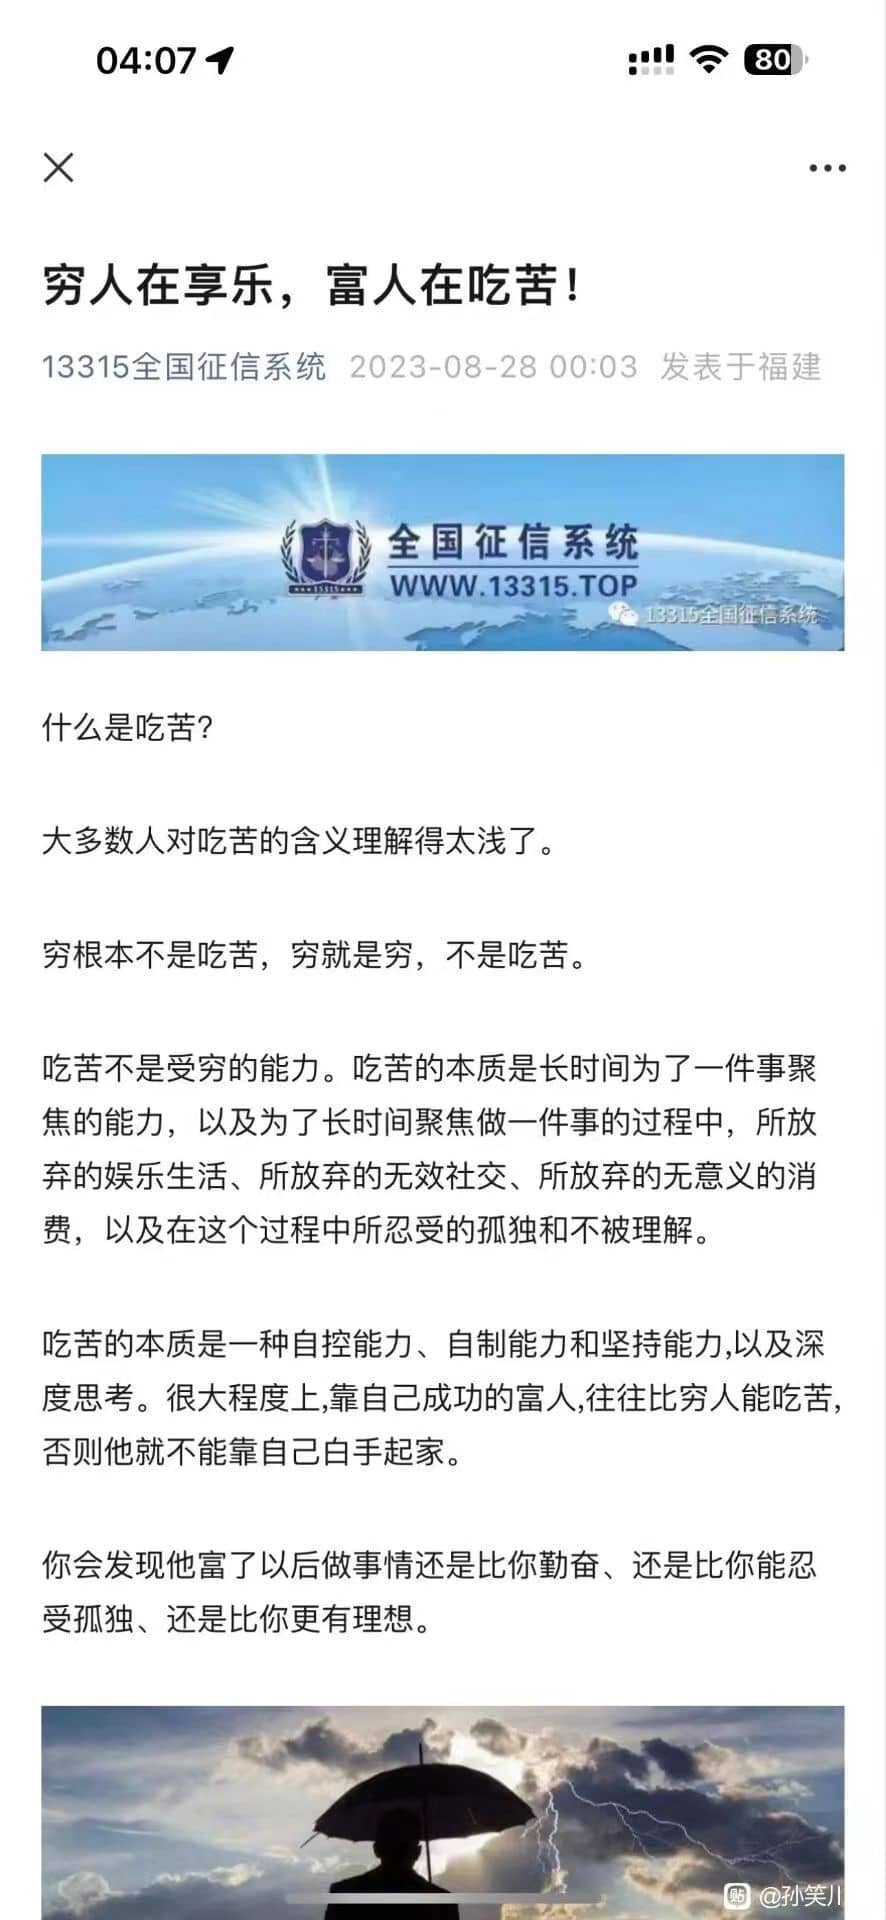 04:07
80
穷人在享乐，富人在吃苦！
13315全国征信系统 2023-08-28 00:03 发表于福建
全国征信系统
13315
WWW.13315.TOP
13315全国征信系统
什么是吃苦？
大多数人对吃苦的含义理解得太浅了。
穷根本不是吃苦，穷就是穷，不是吃苦。
吃苦不是受穷的能力。吃苦的本质是长时间为了一件事聚
焦的能力，以及为了长时间聚焦做一件事的过程中，所放
弃的娱乐生活、所放弃的无效社交、所放弃的无意义的消
费，以及在这个过程中所忍受的孤独和不被理解。
吃苦的本质是一种自控能力、自制能力和坚持能力,以及深
度思考。很大程度上,靠自己成功的富人,往往比穷人能吃苦,
否则他就不能靠自己白手起家。
你会发现他富了以后做事情还是比你勤奋、还是比你能忍
受孤独、还是比你更有理想。
贴 @孙笑川